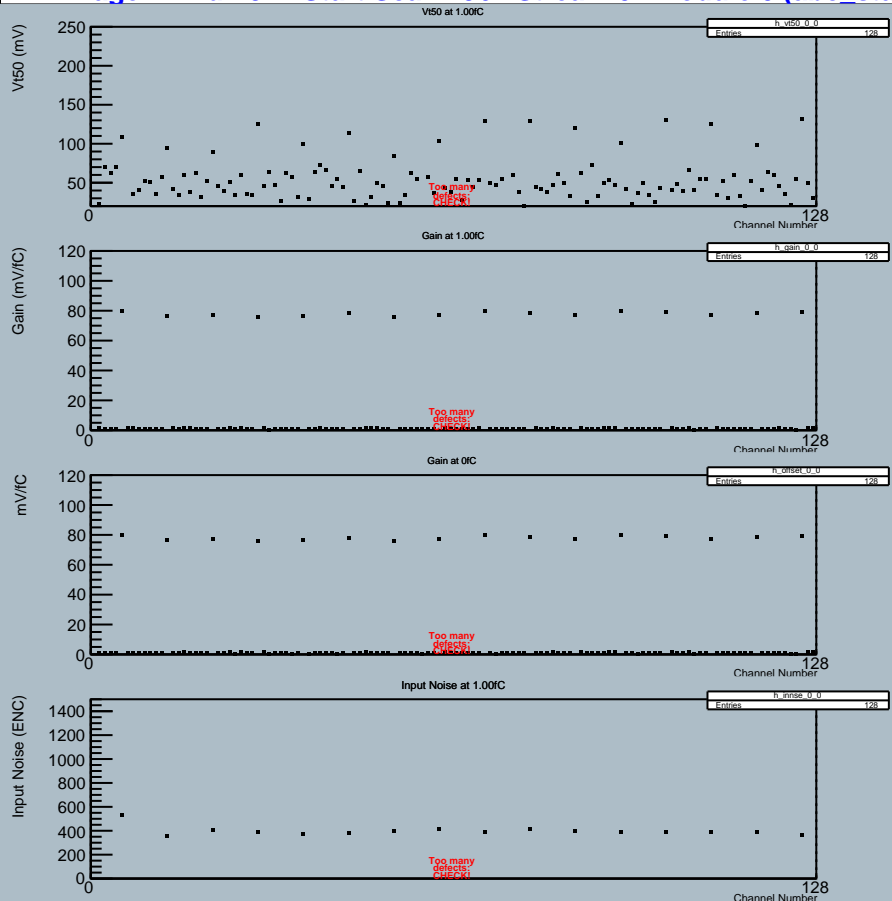 Vt50 at 1.00fC
h_vt50_0_0
Entries 128
Vt50 (mV)
250
200
150
100
50
Too many
defects:
CHECK!
0
128
Channel Number
Gain at 1.00fC
h_gain_0_0
Entries 128
Gain (mV/fC)
120
100
80
60
40
20
0
Too many
defects:
CHECK!
0
128
Channel Number
Gain at 0fC
h_offset_0_0
Entries 128
mV/fC
120
100
80
60
40
20
0
Too many
defects:
CHECK!
0
128
Channel Number
Input Noise at 1.00fC
h_innse_0_0
Entries 128
Input Noise (ENC)
1400
1200
1000
800
600
400
200
0
Too many
defects:
CHECK!
0
128
Channel Number